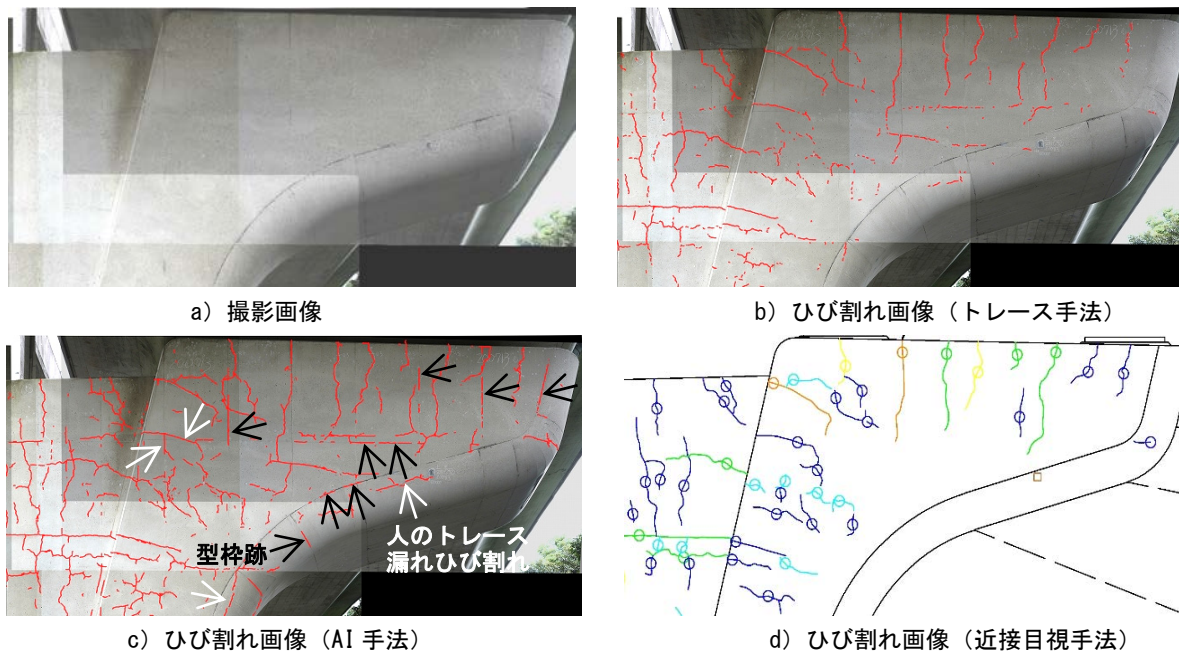 a) 撮影画像
b) ひび割れ画像（トレース手法）
人のトレース
漏れひび割れ
型枠跡
c) ひび割れ画像（AI 手法）
d) ひび割れ画像（近接目視手法）